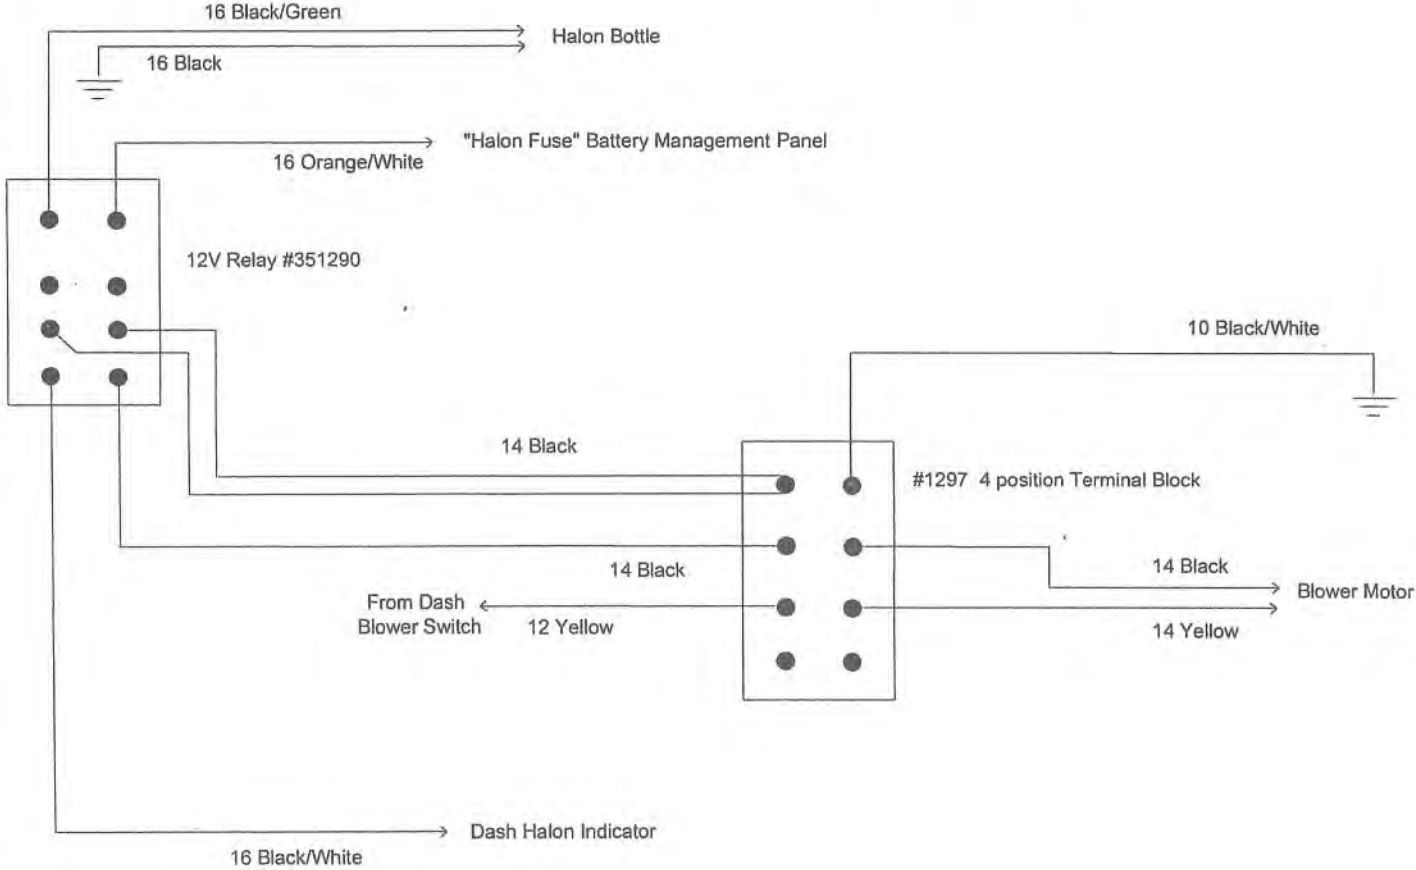 16 Black/Green
Halon Bottle
16 Black
"Halon Fuse" Battery Management Panel
16 Orange/White
12V Relay #351290
10 Black/White
14 Black
#1297 4 position Terminal Block
14 Black
14 Black
Blower Motor
From Dash
Blower Switch
12 Yellow
14 Yellow
Dash Halon Indicator
16 Black/White